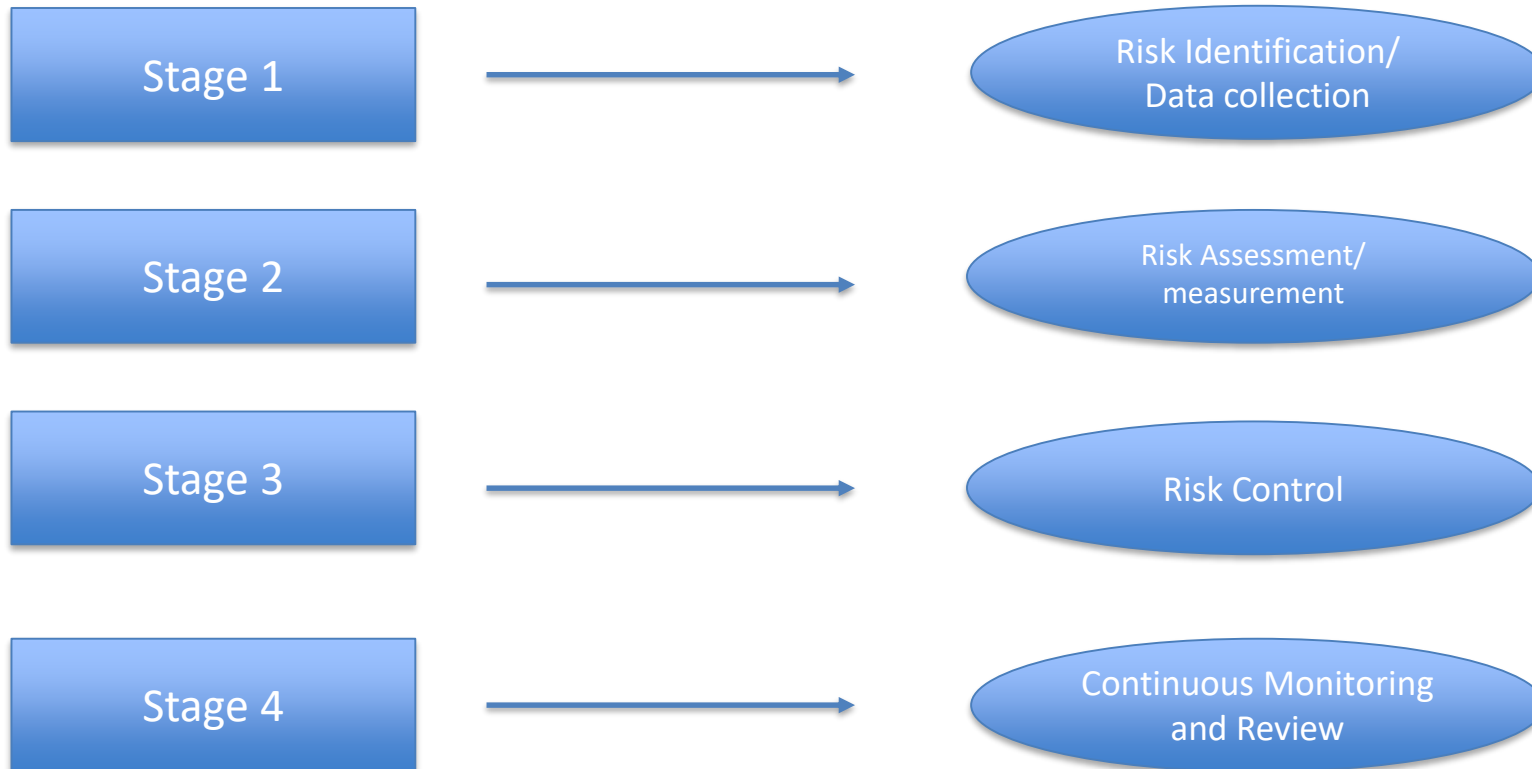 Stage 1
Risk Identification/
Data collection
Stage 2
Risk Assessment/
measurement
Stage 3
Risk Control
Stage 4
Continuous Monitoring
and Review